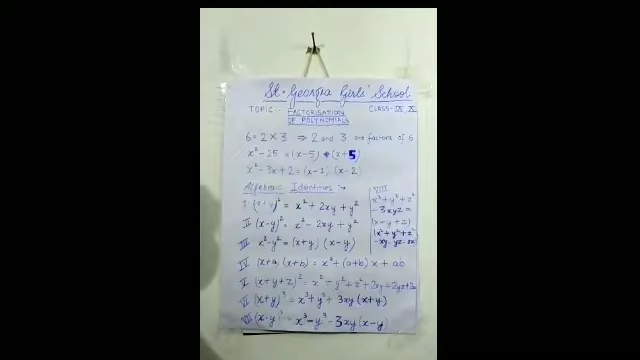 St. Georgia Girls' School
TOPIC:- FACTORISATION OF POLYNOMIALS CLASS-IX, X
6 = 2 × 3 ⇒ 2 and 3 are factors of 6
x² - 25 = (x-5) (x+5)
x² - 3x + 2 = (x-1) (x-2)
Algebraic Identities :-
I (x+y)² = x² + 2xy + y²
II (x-y)² = x² - 2xy + y²
III x² - y² = (x+y) (x-y)
IV (x+a) (x+b) = x² + (a+b) x + ab
V (x+y+z)² = x² + y² + z² + 2xy + 2yz + 2zx
VI (x+y)³ = x³ + y³ + 3xy (x+y)
VII (x-y)³ = x³ - y³ - 3xy (x-y)
VIII
x³ + y³ + z³
- 3xyz =
(x+y+z)
(x² + y² + z²
-xy-yz-zx)